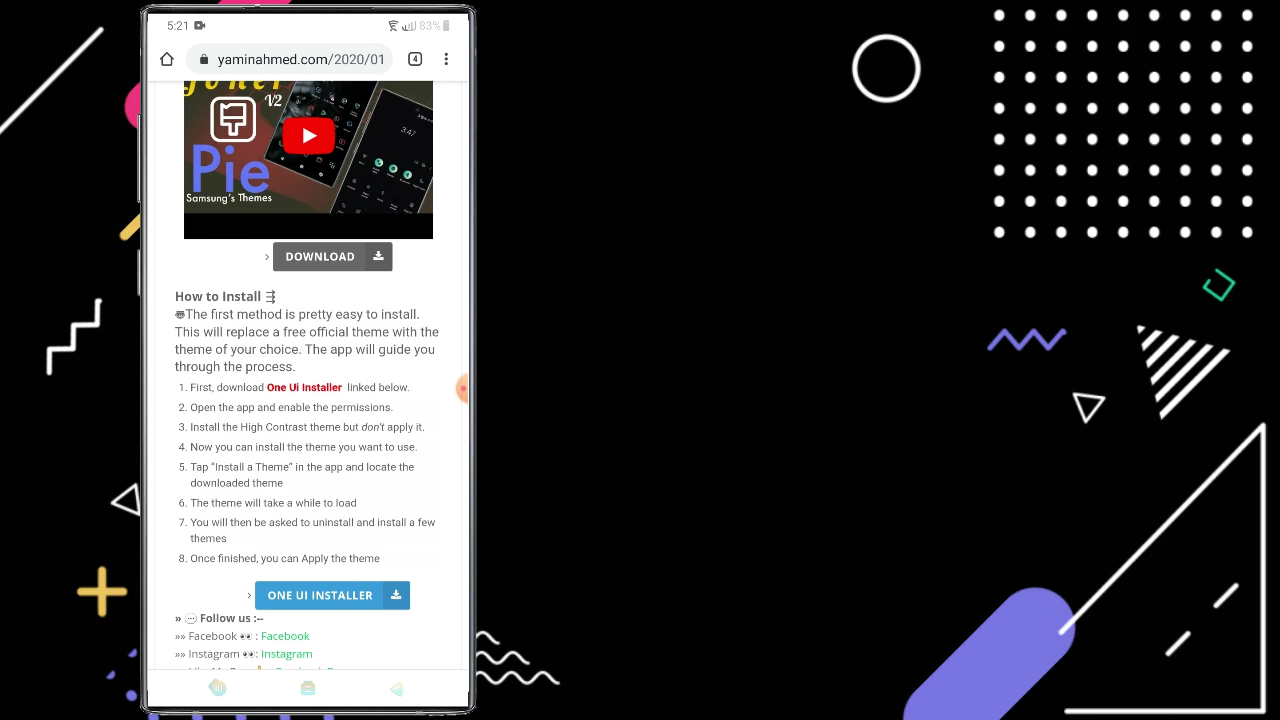 5:21
83%
yaminahmed.com/2020/01
4
V2
3:47
Pie
Samsung's Themes
DOWNLOAD
How to Install
The first method is pretty easy to install.
This will replace a free official theme with the
theme of your choice. The app will guide you
through the process.
1. First, download One Ui Installer linked below.
2. Open the app and enable the permissions.
3. Install the High Contrast theme but don't apply it.
4. Now you can install the theme you want to use.
5. Tap “Install a Theme” in the app and locate the
downloaded theme
6. The theme will take a while to load
7. You will then be asked to uninstall and install a few
themes
8. Once finished, you can Apply the theme
ONE UI INSTALLER
» 💬 Follow us :--
»» Facebook 👀 : Facebook
»» Instagram 👀: Instagram